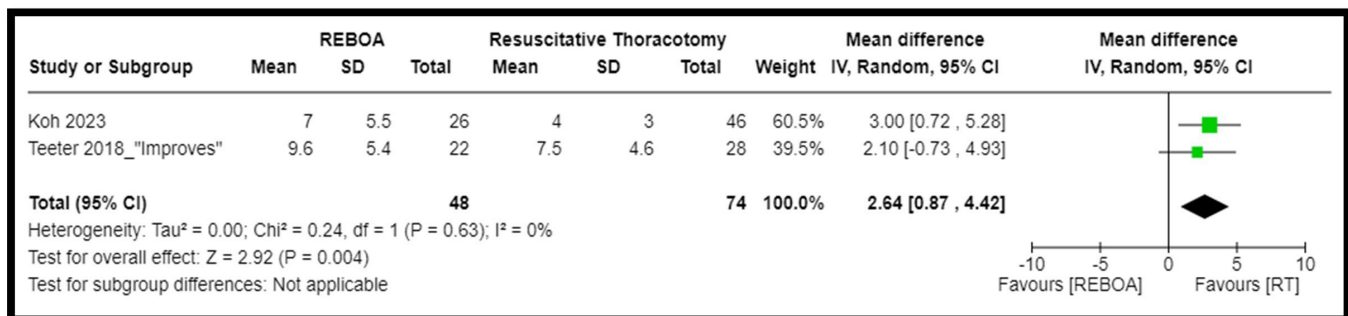 REBOA Resuscitative Thoracotomy Mean difference Mean difference
Study or Subgroup Mean SD Total Mean SD Total Weight IV, Random, 95% CI IV, Random, 95% CI
Koh 2023 7 5.5 26 4 3 46 60.5% 3.00 [0.72 , 5.28]
Teeter 2018_"Improves" 9.6 5.4 22 7.5 4.6 28 39.5% 2.10 [-0.73 , 4.93]
Total (95% CI) 48 74 100.0% 2.64 [0.87 , 4.42]
Heterogeneity: Tau² = 0.00; Chi² = 0.24, df = 1 (P = 0.63); I² = 0%
Test for overall effect: Z = 2.92 (P = 0.004)
-10 -5 0 5 10
Test for subgroup differences: Not applicable
Favours [REBOA] Favours [RT]